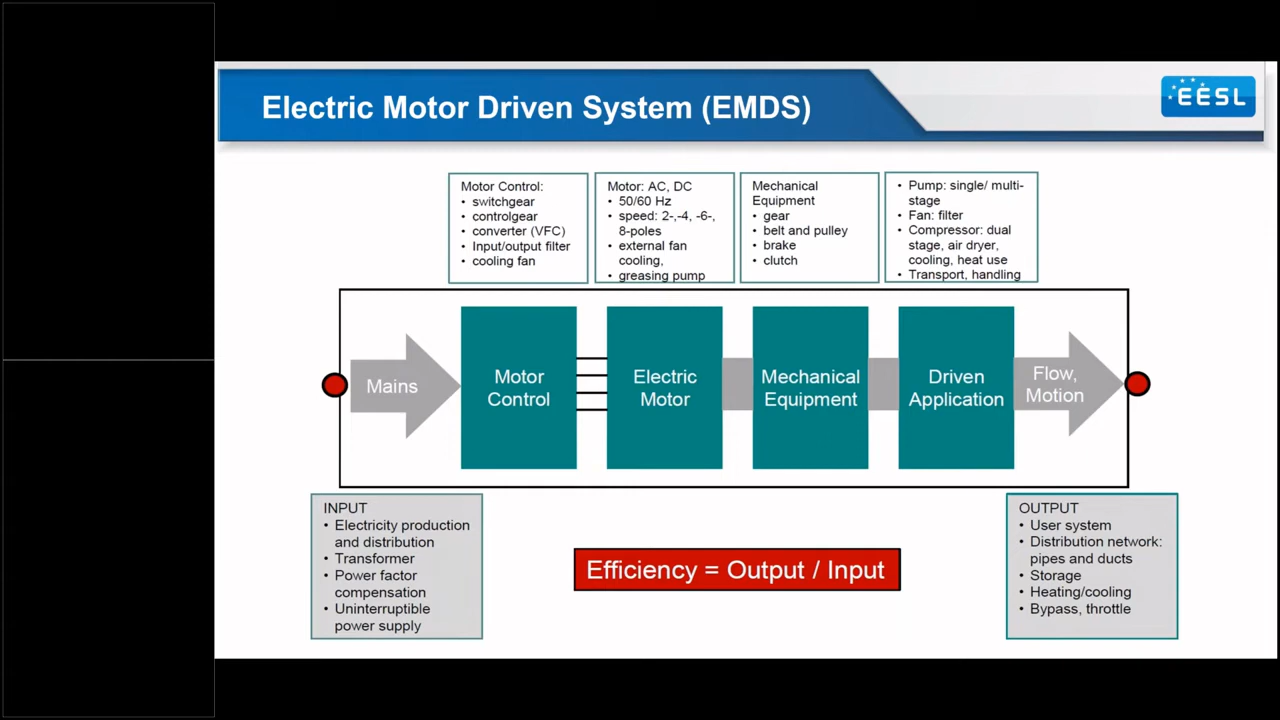 Electric Motor Driven System (EMDS)
EESL
Motor Control:
• switchgear
• controlgear
• converter (VFC)
• Input/output filter
• cooling fan
Motor: AC, DC
• 50/60 Hz
• speed: 2-,-4, -6-,
8-poles
• external fan
cooling,
• greasing pump
Mechanical
Equipment
• gear
• belt and pulley
• brake
• clutch
• Pump: single/ multi-
stage
• Fan: filter
• Compressor: dual
stage, air dryer,
cooling, heat use
• Transport, handling
Mains
Motor
Control
Electric
Motor
Mechanical
Equipment
Driven
Application
Flow,
Motion
INPUT
• Electricity production
and distribution
• Transformer
• Power factor
compensation
• Uninterruptible
power supply
Efficiency = Output / Input
OUTPUT
• User system
• Distribution network:
pipes and ducts
• Storage
• Heating/cooling
• Bypass, throttle